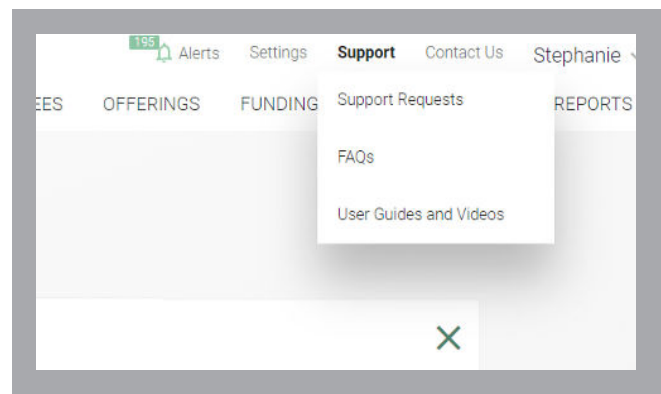 195 Alerts Settings Support Contact Us Stephanie
EES OFFERINGS FUNDING REPORTS
Support Requests
FAQs
User Guides and Videos